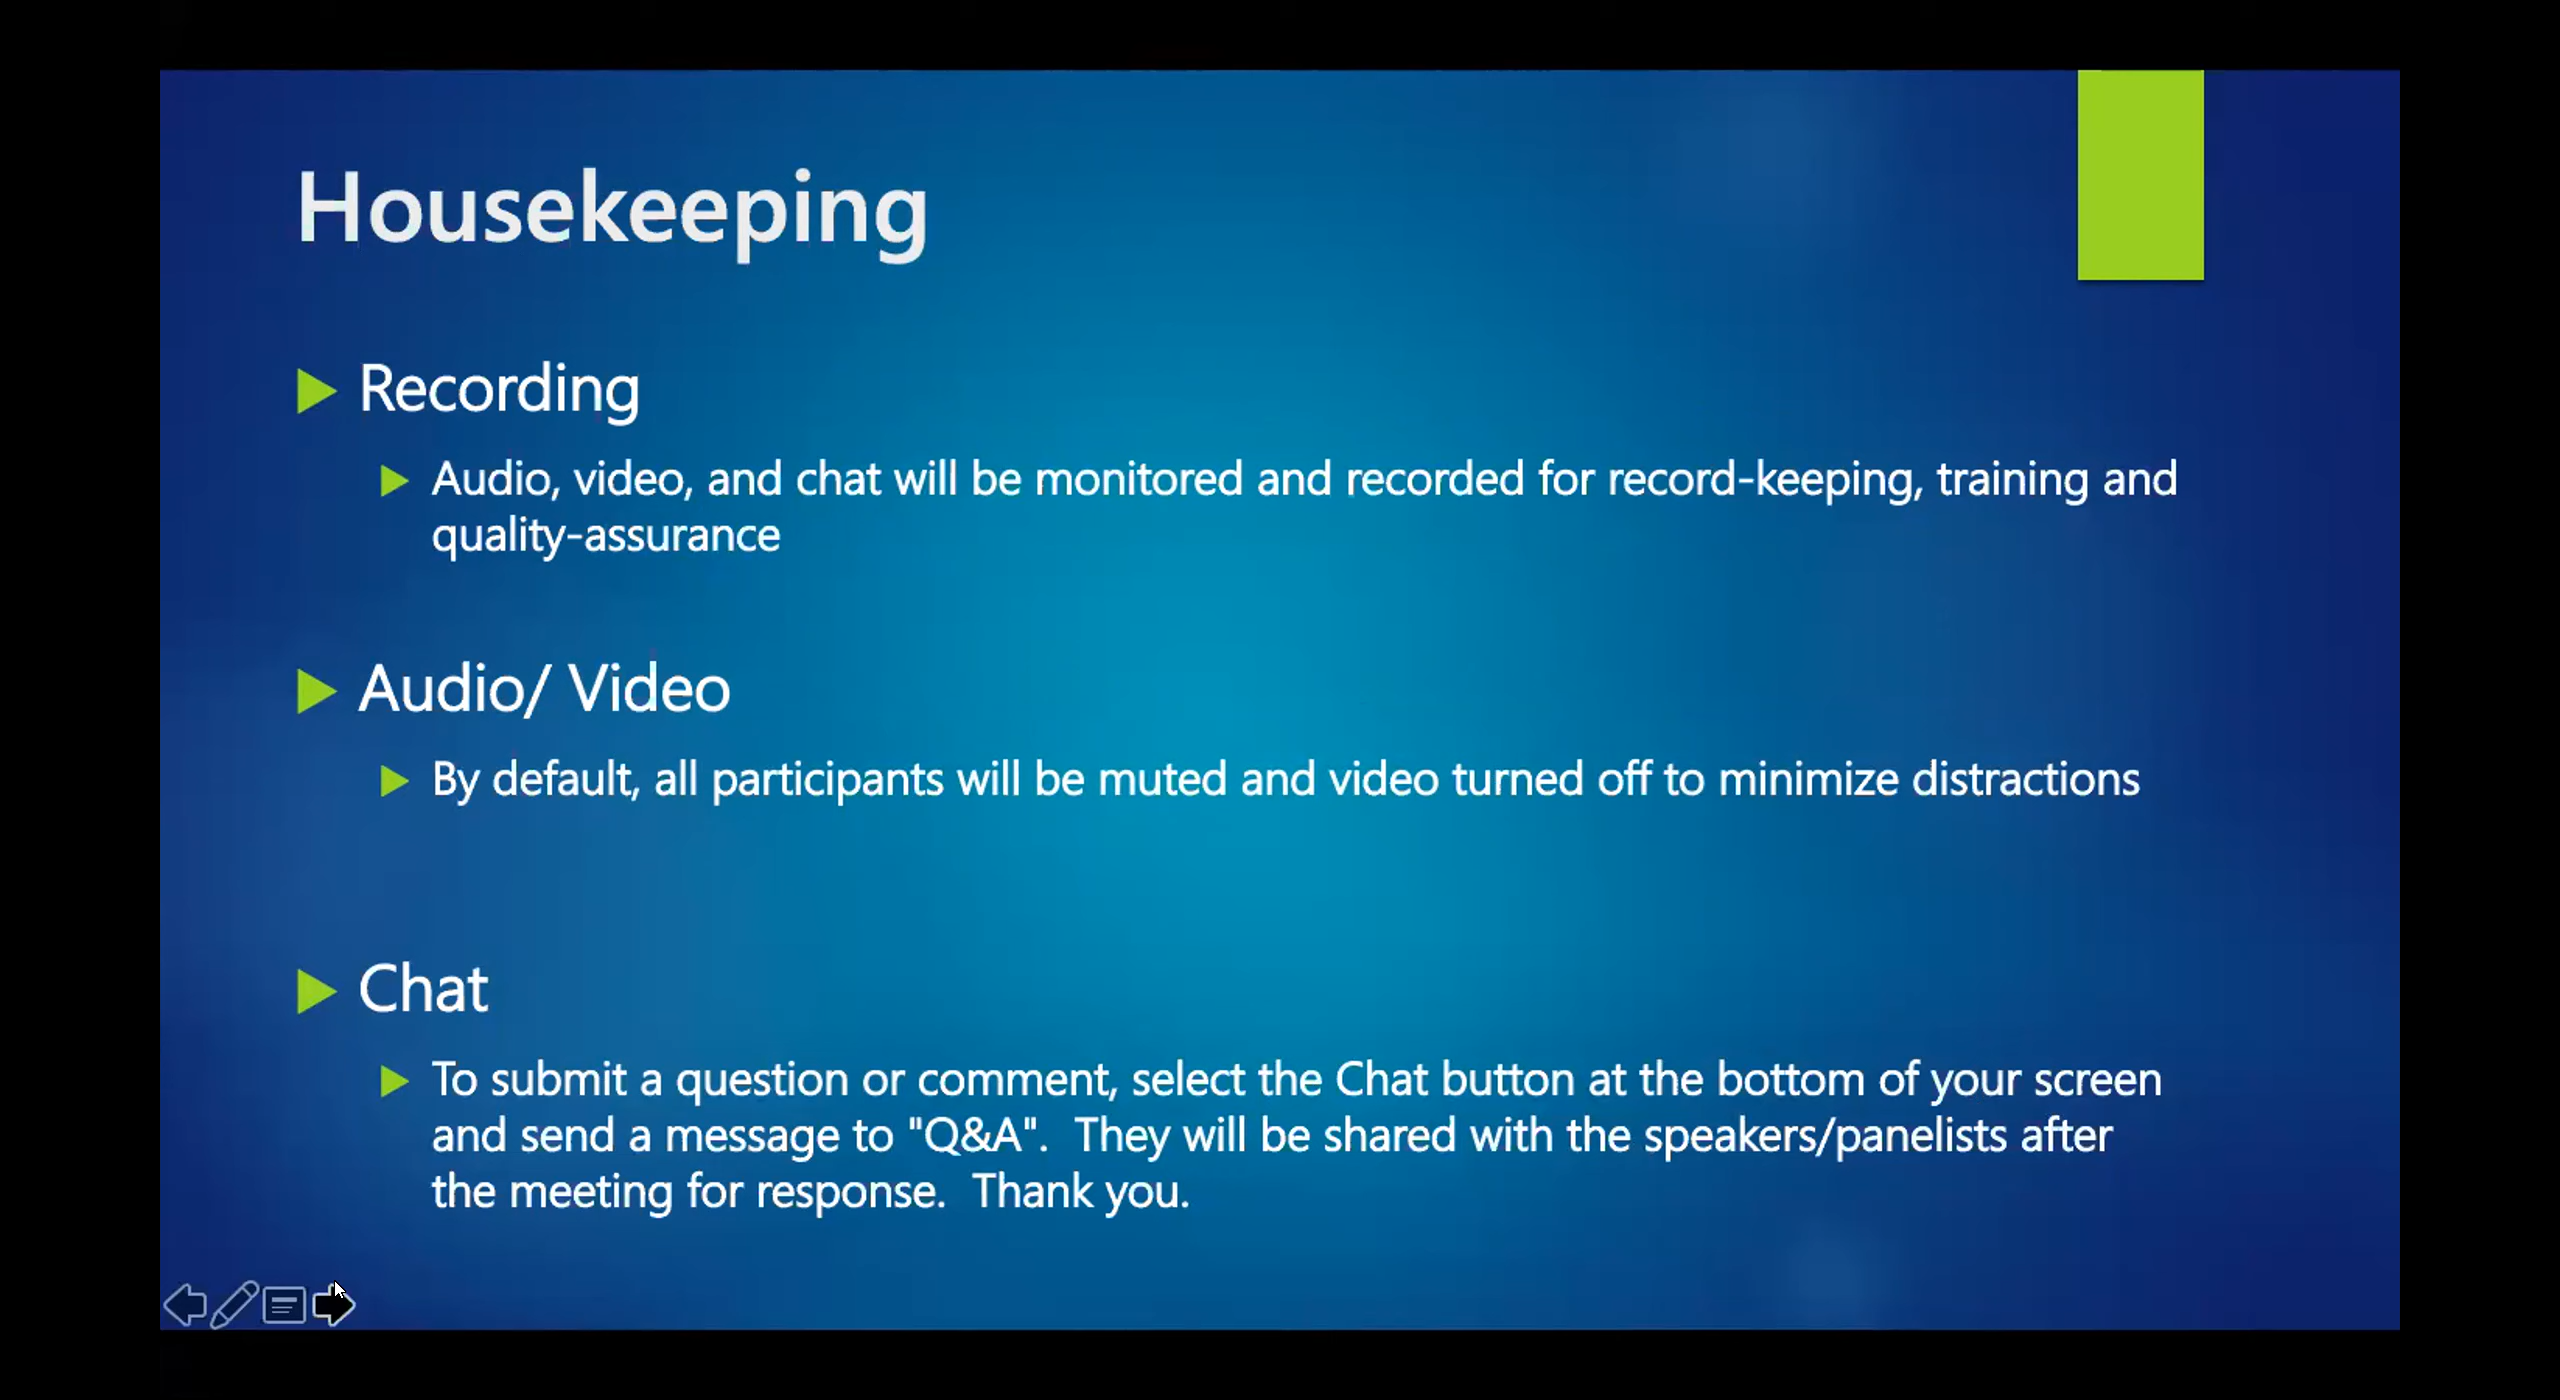 Housekeeping
Recording
Audio, video, and chat will be monitored and recorded for record-keeping, training and
quality-assurance
Audio/ Video
By default, all participants will be muted and video turned off to minimize distractions
Chat
To submit a question or comment, select the Chat button at the bottom of your screen
and send a message to "Q&A".  They will be shared with the speakers/panelists after
the meeting for response.  Thank you.